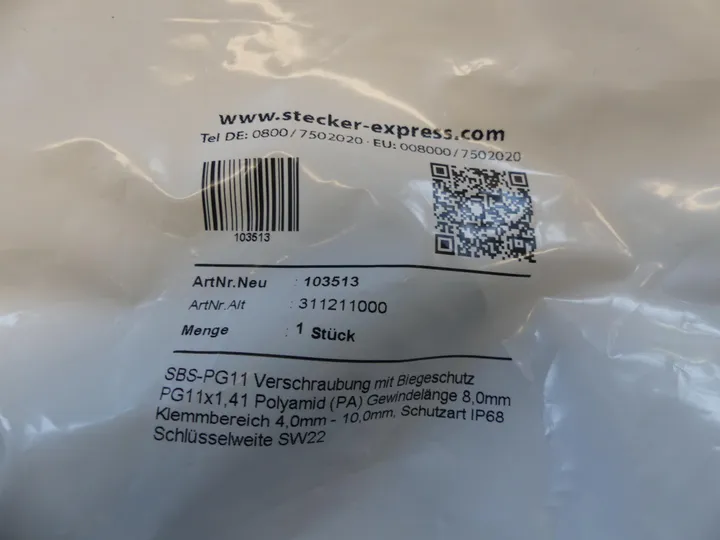 www.stecker-express.com
Tel DE: 0800/7502020 · EU: 008000/7502020
103513
ArtNr.Neu : 103513
ArtNr.Alt : 311211000
Menge : 1 Stück
SBS-PG11 Verschraubung mit Biegeschutz
PG11x1,41 Polyamid (PA) Gewindelänge 8,0mm
Klemmbereich 4,0mm - 10,0mm, Schutzart IP68
Schlüsselweite SW22